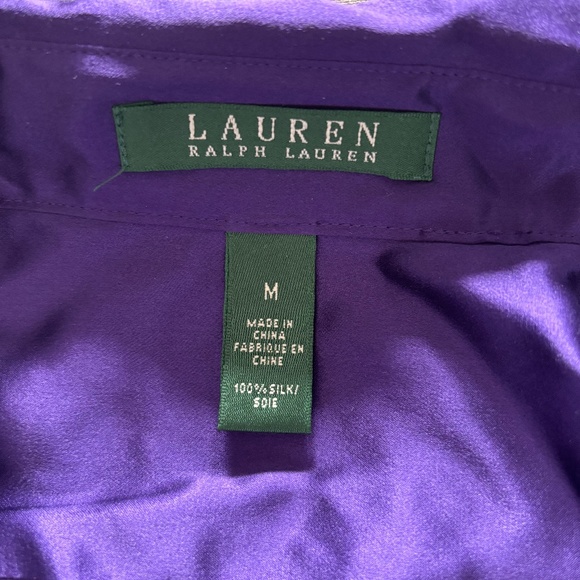 LAUREN
RALPH LAUREN
M
MADE IN
CHINA
FABRIQUE EN
CHINE
100% SILK/
SOIE